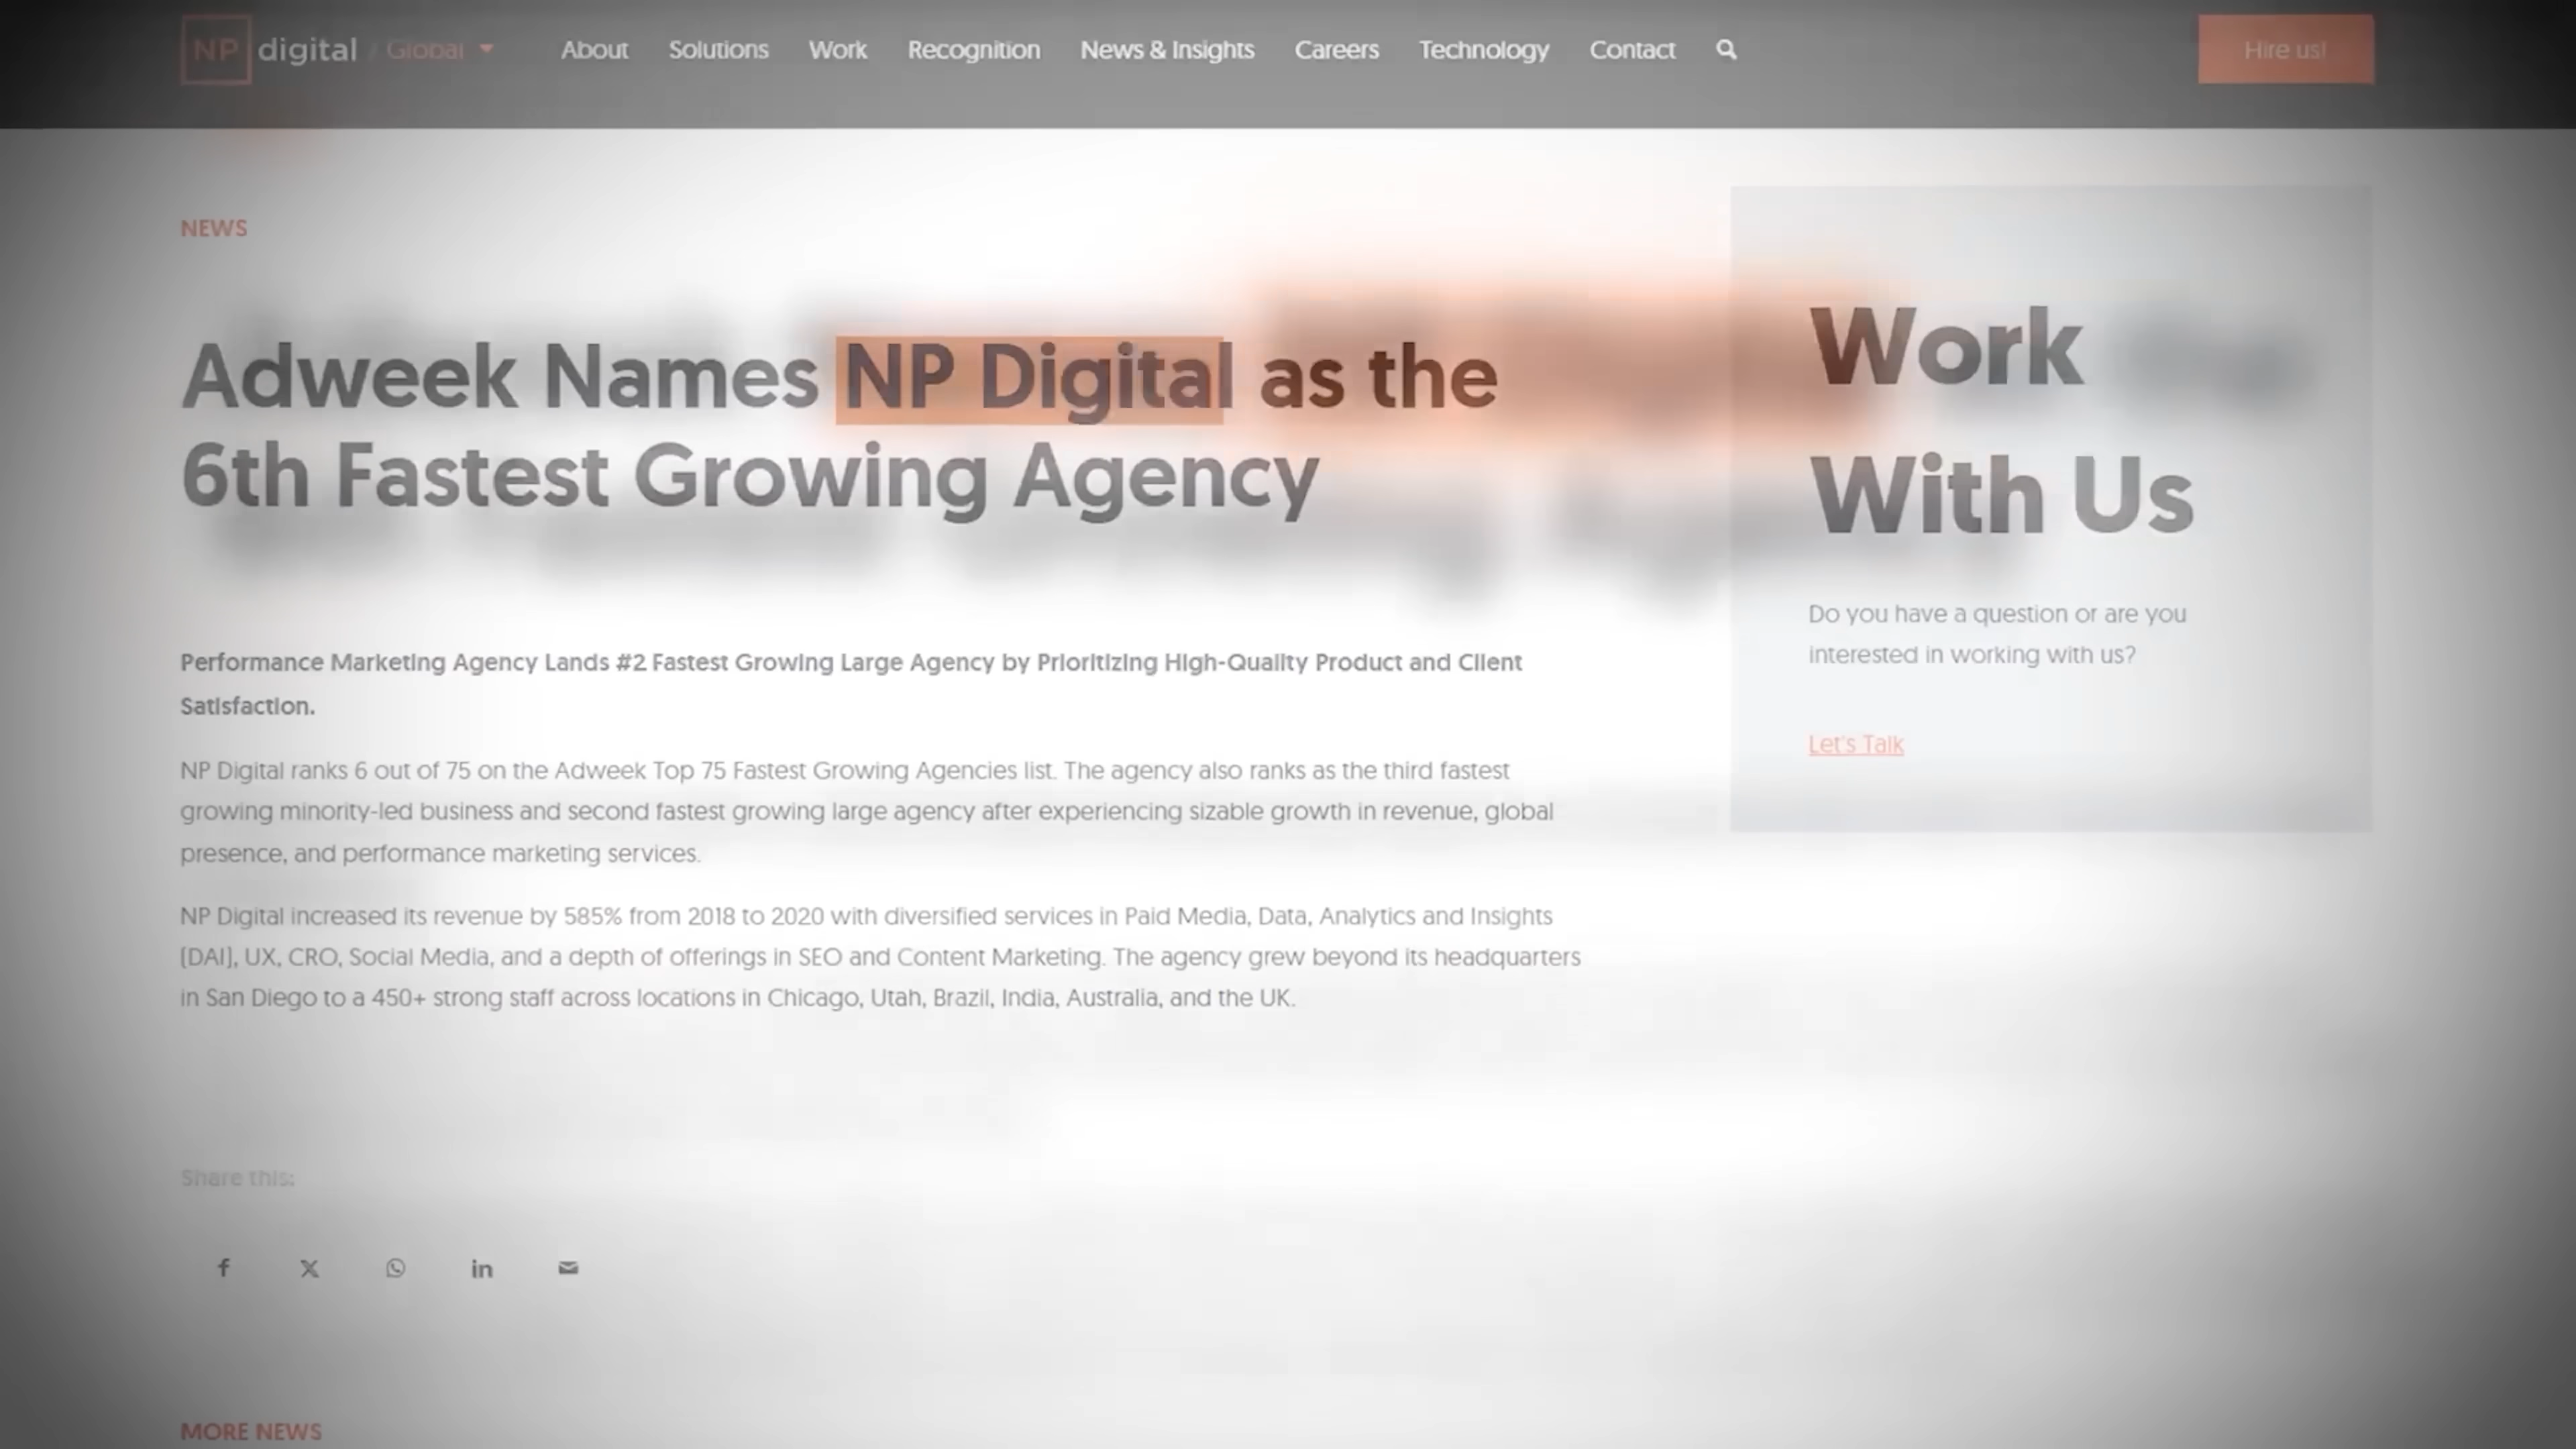 NP digital / Global
About Solutions Work Recognition News & Insights Careers Technology Contact
Hire us!
NEWS
Adweek Names NP Digital as the
6th Fastest Growing Agency
Performance Marketing Agency Lands #2 Fastest Growing Large Agency by Prioritizing High-Quality Product and Client
Satisfaction.
NP Digital ranks 6 out of 75 on the Adweek Top 75 Fastest Growing Agencies list. The agency also ranks as the third fastest
growing minority-led business and second fastest growing large agency after experiencing sizable growth in revenue, global
presence, and performance marketing services.
NP Digital increased its revenue by 585% from 2018 to 2020 with diversified services in Paid Media, Data, Analytics and Insights
(DAI), UX, CRO, Social Media, and a depth of offerings in SEO and Content Marketing. The agency grew beyond its headquarters
in San Diego to a 450+ strong staff across locations in Chicago, Utah, Brazil, India, Australia, and the UK.
Share this:
MORE NEWS
Work
With Us
Do you have a question or are you
interested in working with us?
Let's Talk